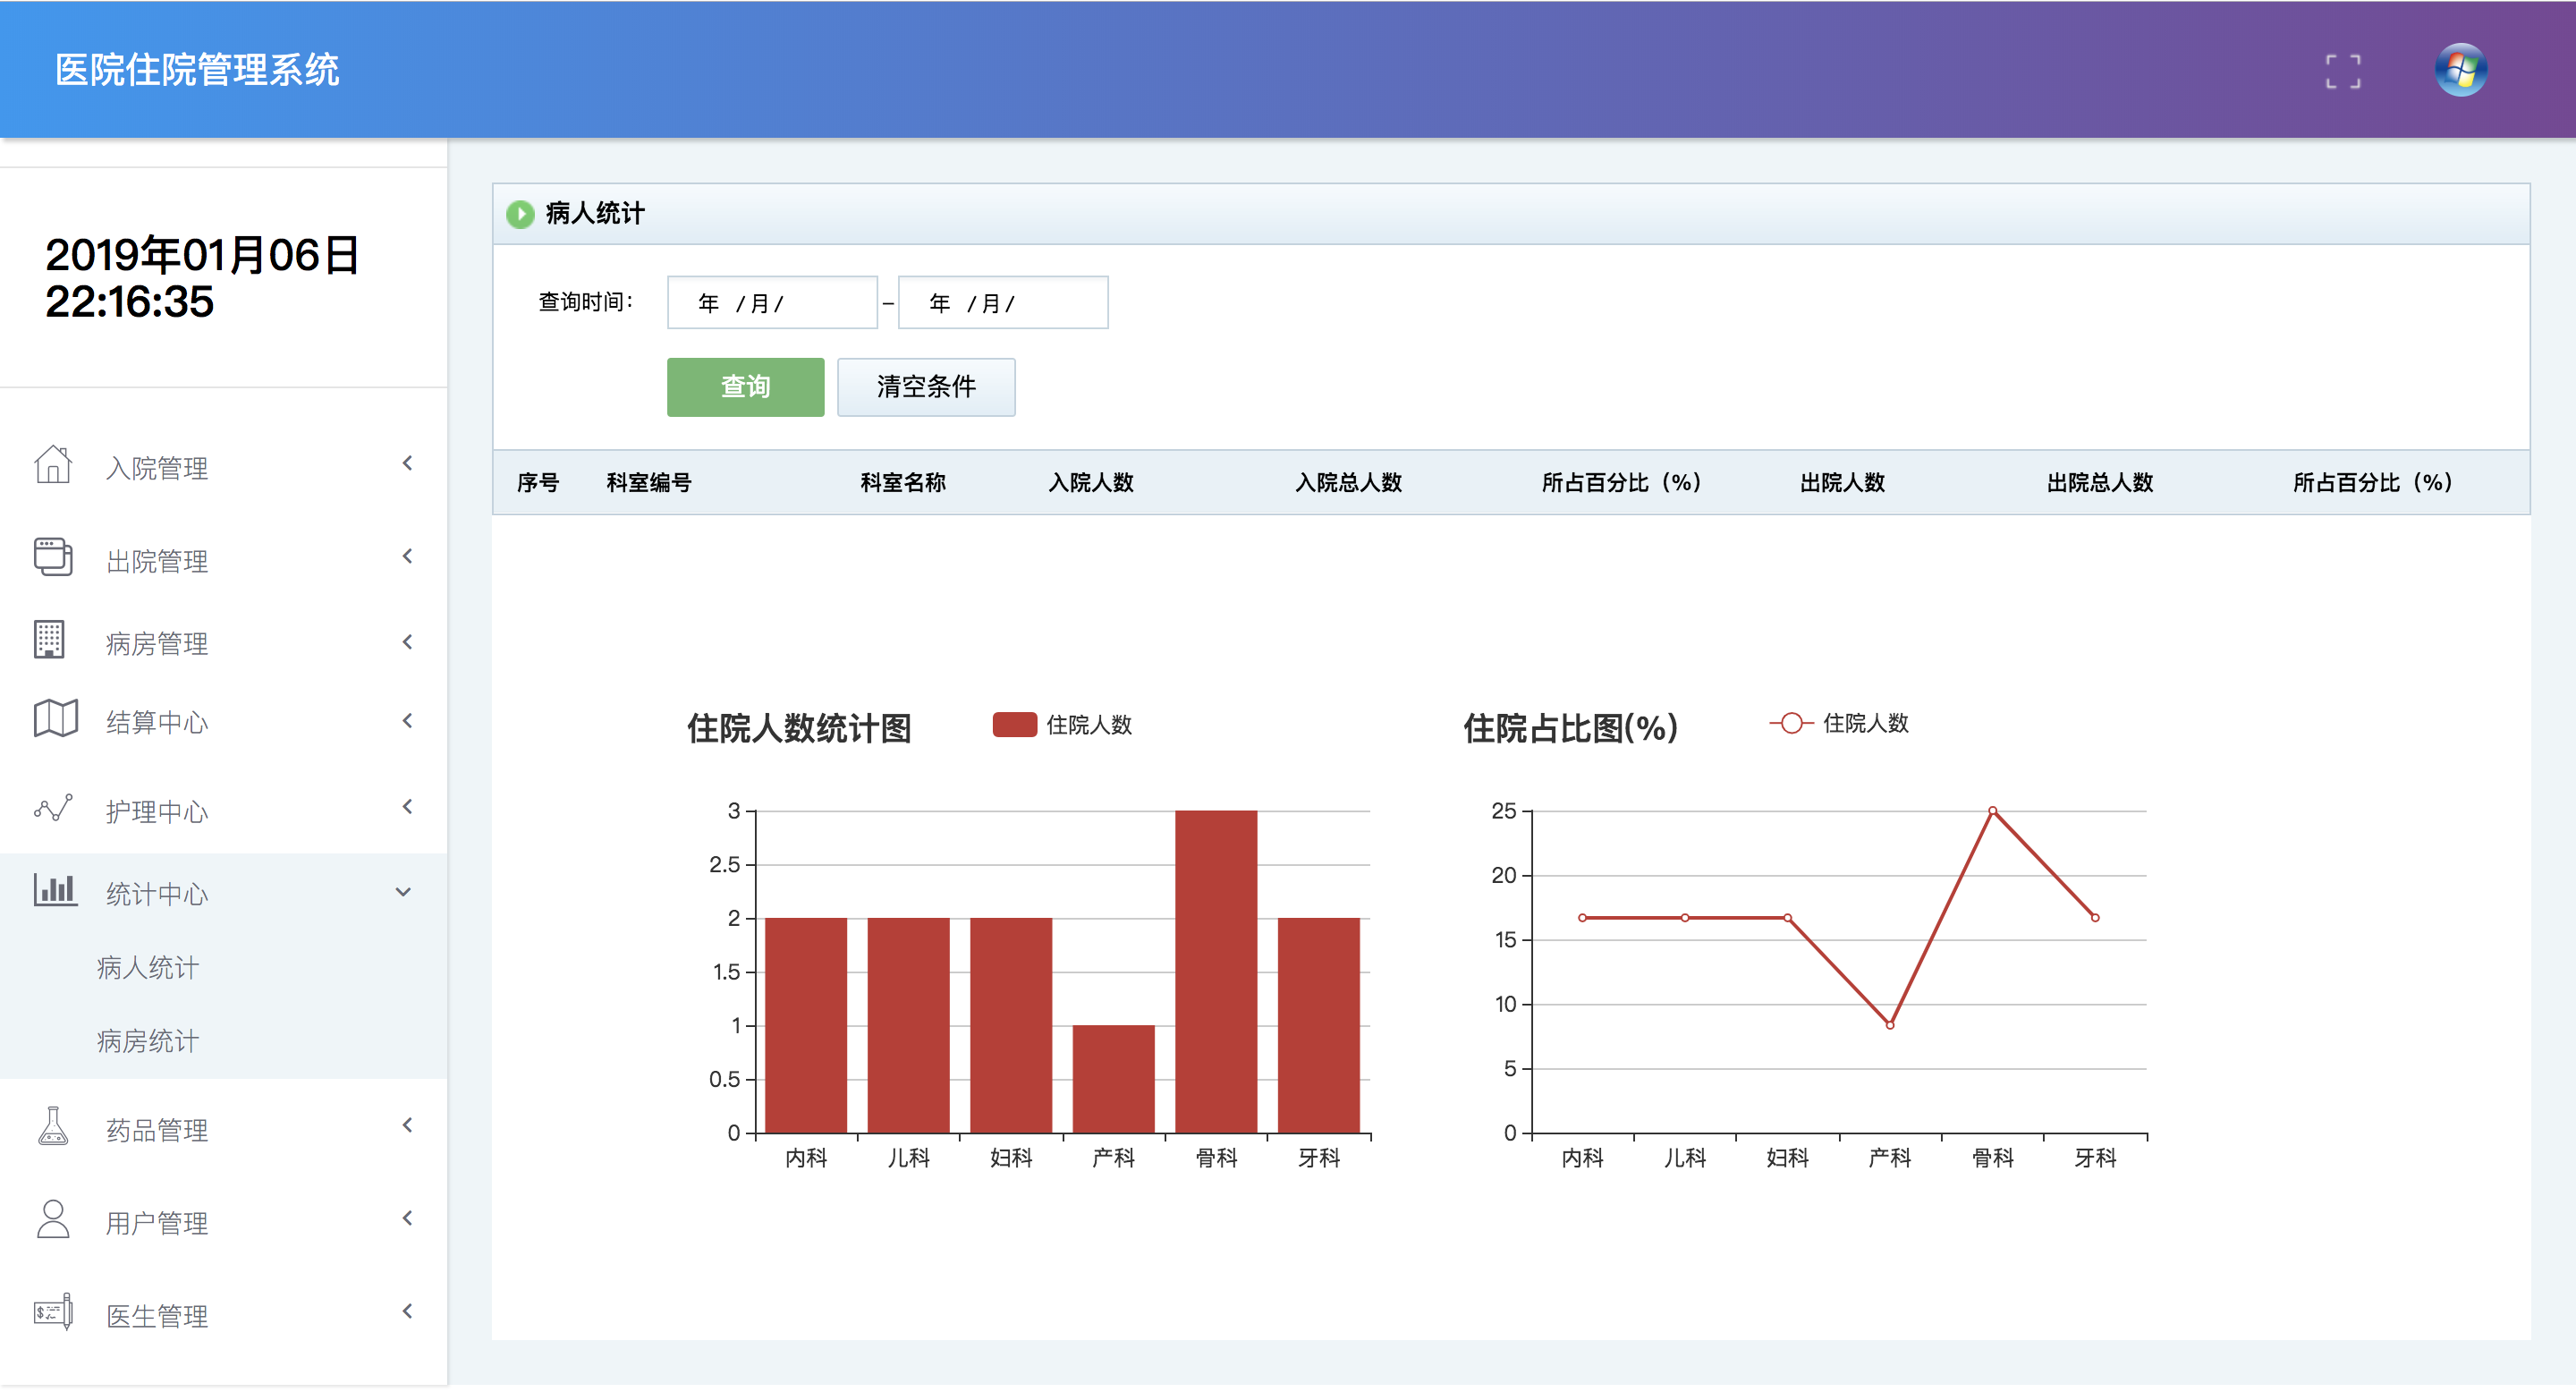 医院住院管理系统
2019年01月06日
22:16:35
入院管理
出院管理
病房管理
结算中心
护理中心
统计中心
病人统计
病房统计
药品管理
用户管理
医生管理
病人统计
查询时间： 年 /月/ – 年 /月/
查询 清空条件
序号 科室编号 科室名称 入院人数 入院总人数 所占百分比（%） 出院人数 出院总人数 所占百分比（%）
住院人数统计图 住院人数
3
2.5
2
1.5
1
0.5
0
内科 儿科 妇科 产科 骨科 牙科
住院占比图(%) 住院人数
25
20
15
10
5
0
内科 儿科 妇科 产科 骨科 牙科